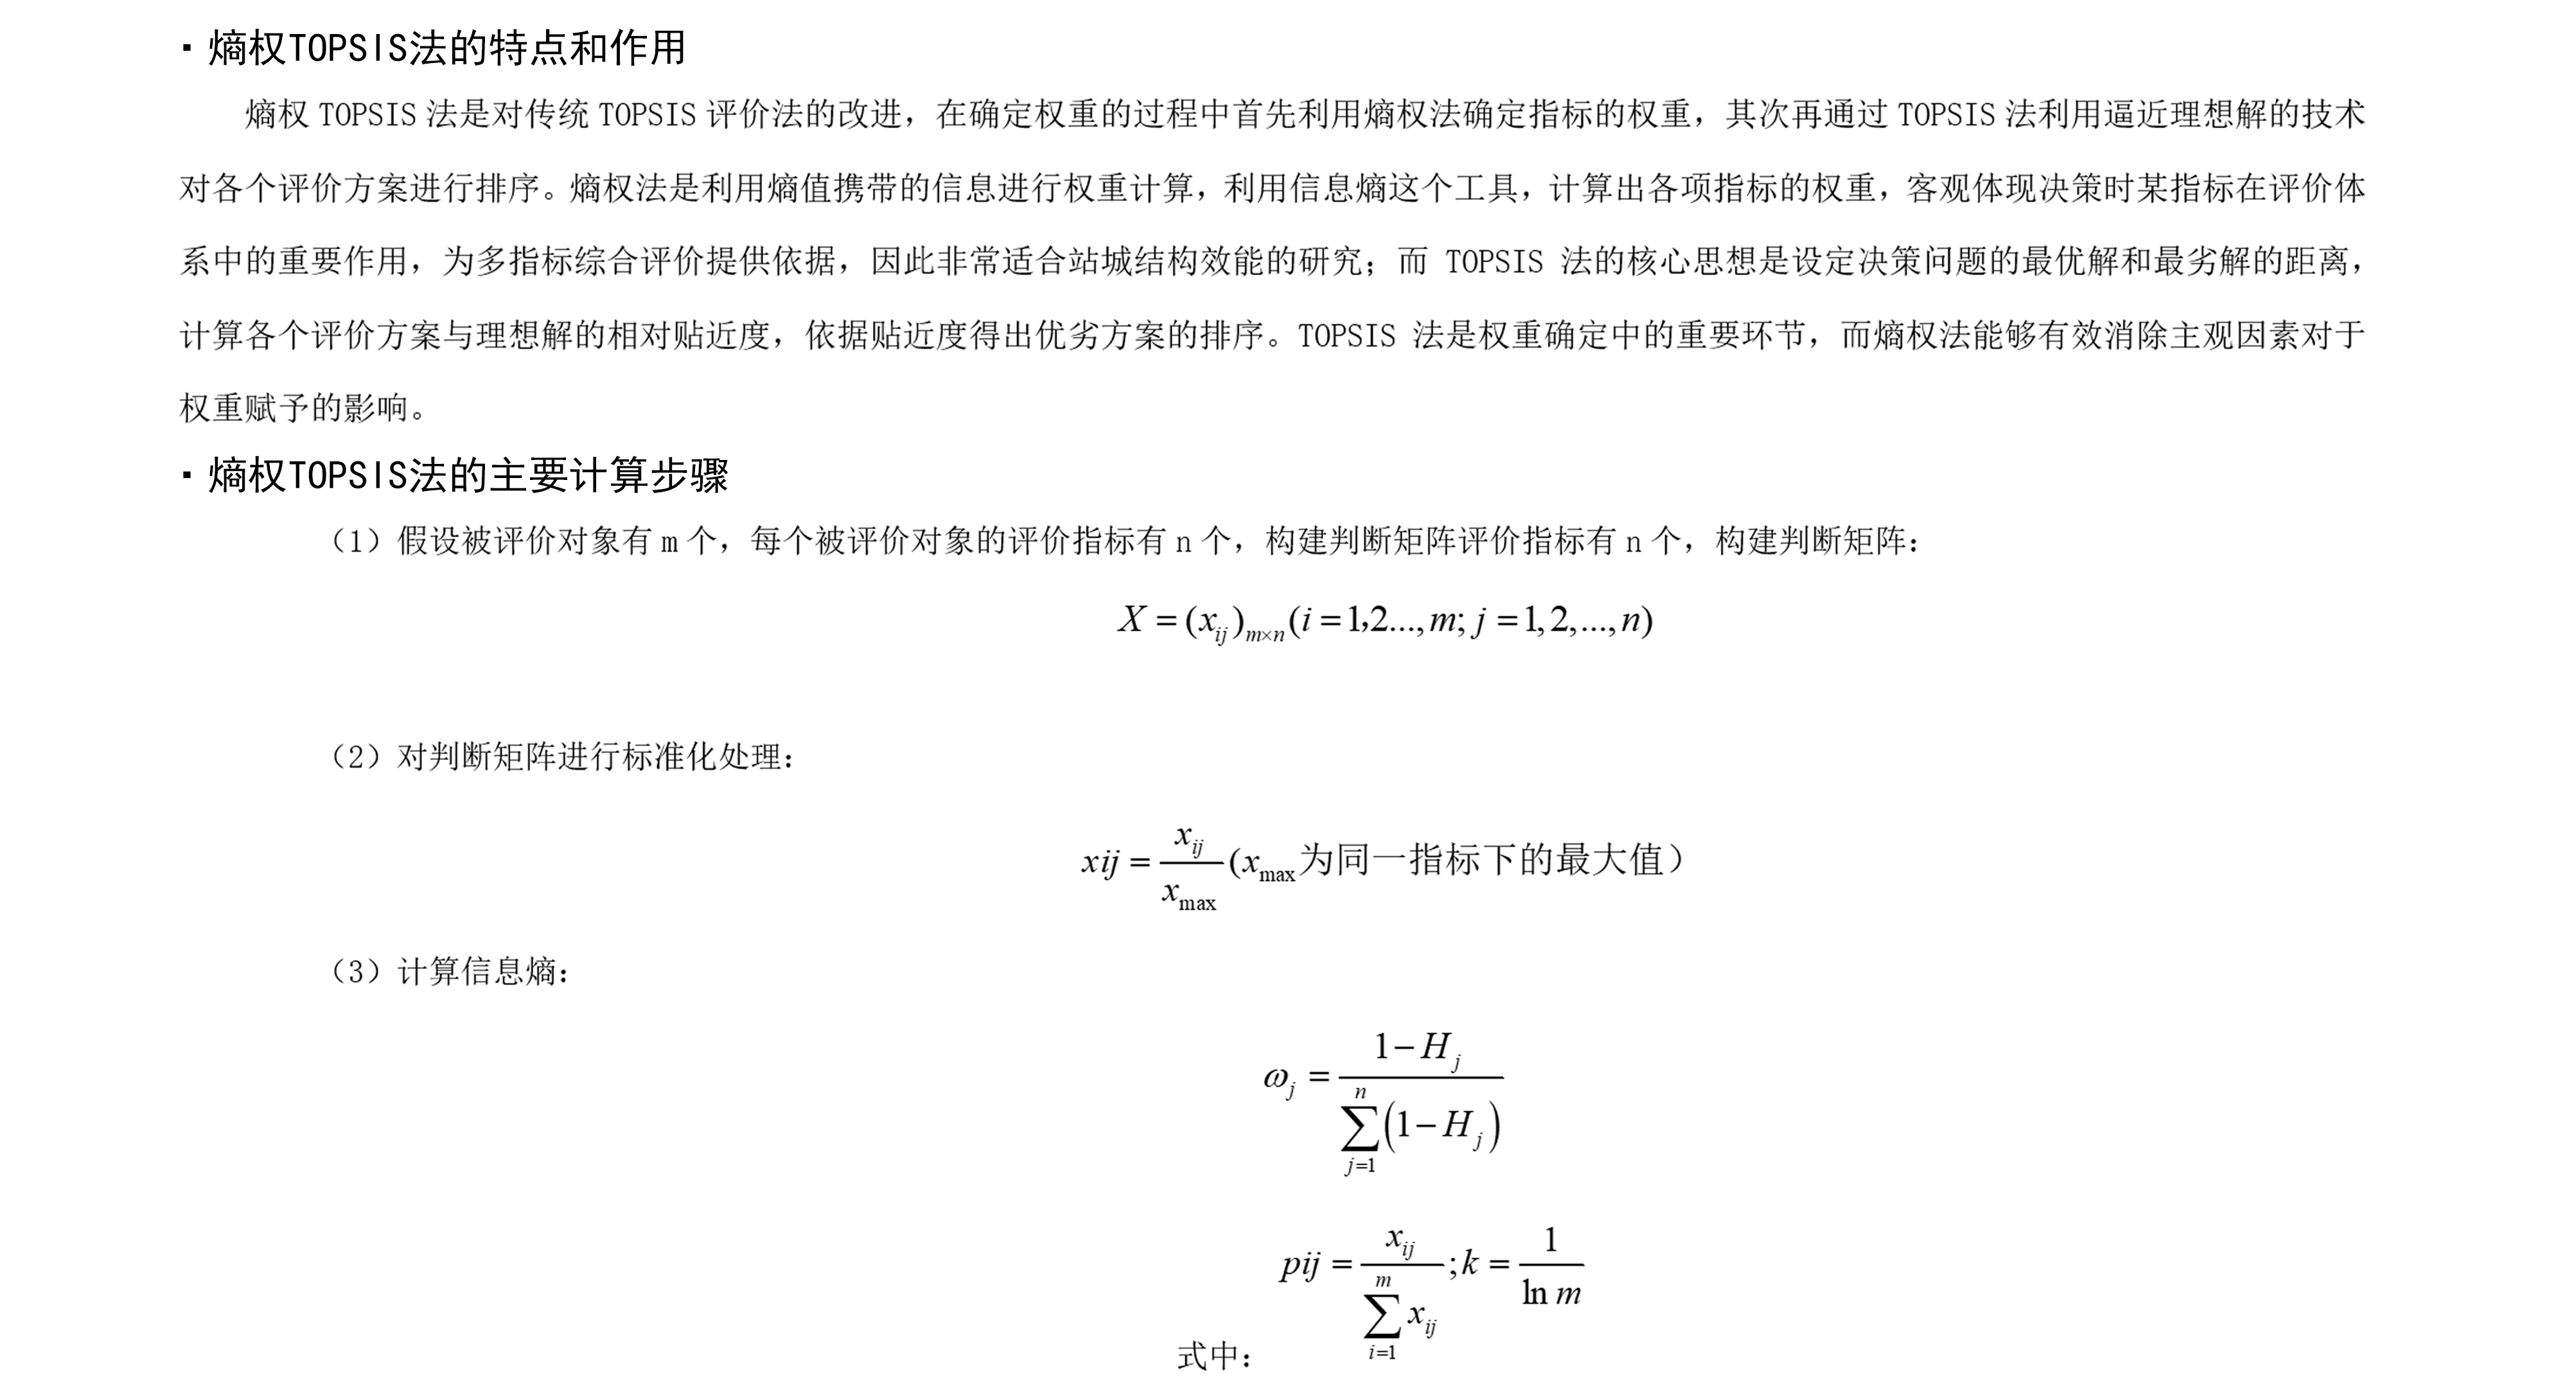 ·熵权TOPSIS法的特点和作用
熵权 TOPSIS 法是对传统 TOPSIS 评价法的改进，在确定权重的过程中首先利用熵权法确定指标的权重，其次再通过 TOPSIS 法利用逼近理想解的技术
对各个评价方案进行排序。熵权法是利用熵值携带的信息进行权重计算，利用信息熵这个工具，计算出各项指标的权重，客观体现决策时某指标在评价体
系中的重要作用，为多指标综合评价提供依据，因此非常适合站城结构效能的研究；而 TOPSIS 法的核心思想是设定决策问题的最优解和最劣解的距离，
计算各个评价方案与理想解的相对贴近度，依据贴近度得出优劣方案的排序。TOPSIS 法是权重确定中的重要环节，而熵权法能够有效消除主观因素对于
权重赋予的影响。
·熵权TOPSIS法的主要计算步骤
（1）假设被评价对象有 m 个，每个被评价对象的评价指标有 n 个，构建判断矩阵评价指标有 n 个，构建判断矩阵：
X = (x_{ij})_{m×n} (i = 1,2..., m; j = 1, 2, ..., n)
（2）对判断矩阵进行标准化处理：
xij = \frac{x_{ij}}{x_{max}} (x_{max}为同一指标下的最大值）
（3）计算信息熵：
ω_j = \frac{1-H_j}{\sum_{j=1}^{n}(1-H_j)}
pij = \frac{x_{ij}}{\sum_{i=1}^{m} x_{ij}}; k = \frac{1}{\ln m}
式中：